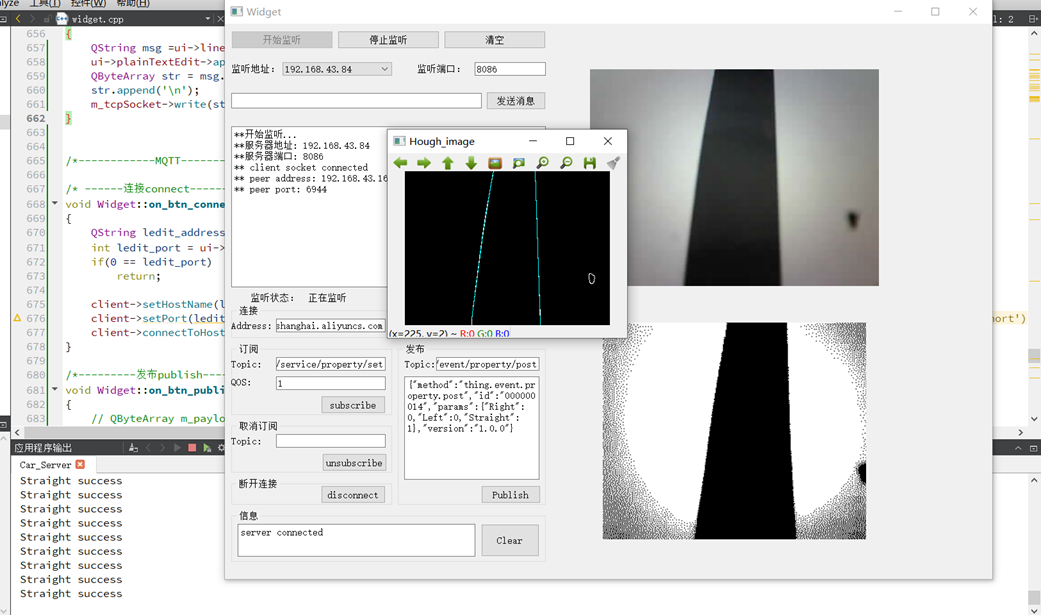 alyze 工具(T) 控件(W) 帮助(H)
widget.cpp
656 {
657 QString msg =ui->line
658 ui->plainTextEdit->ap
659 QByteArray str = msg.
660 str.append('\n');
661 m_tcpSocket->write(st
662 }
663
664
665 /*------------MQTT-------
666
667 /* ------连接connect-----
668 void Widget::on_btn_conne
669 {
670 QString ledit_address
671 int ledit_port = ui->
672 if(0 == ledit_port)
673 return;
674
675 client->setHostName(l
676 client->setPort(ledit
677 client->connectToHost
678 }
679
680 /*---------发布publish----
681 void Widget::on_btn_publi
682 {
683 // QByteArray m_paylo
ort')
1: 2
应用程序输出
Car_Server
Straight success
Straight success
Straight success
Straight success
Straight success
Straight success
Straight success
Straight success
Straight success
Widget
开始监听 停止监听 清空
监听地址: 192.168.43.84 监听端口: 8086
发送消息
**开始监听...
**服务器地址: 192.168.43.84
**服务器端口: 8086
** client socket connected
** peer address: 192.168.43.16
** peer port: 6944
监听状态: 正在监听
连接
Address: shanghai.aliyuncs.com
订阅
Topic: /service/property/set
QOS: 1
subscribe
取消订阅
Topic:
unsubscribe
断开连接
disconnect
信息
server connected
Clear
发布
Topic: /event/property/post
{"method":"thing.event.pr
operty.post","id":"000000
014","params":{"Right":
0,"Left":0,"Straight":
1},"version":"1.0.0"}
Publish
Hough_image
(x=225, y=2) ~ R:0 G:0 B:0